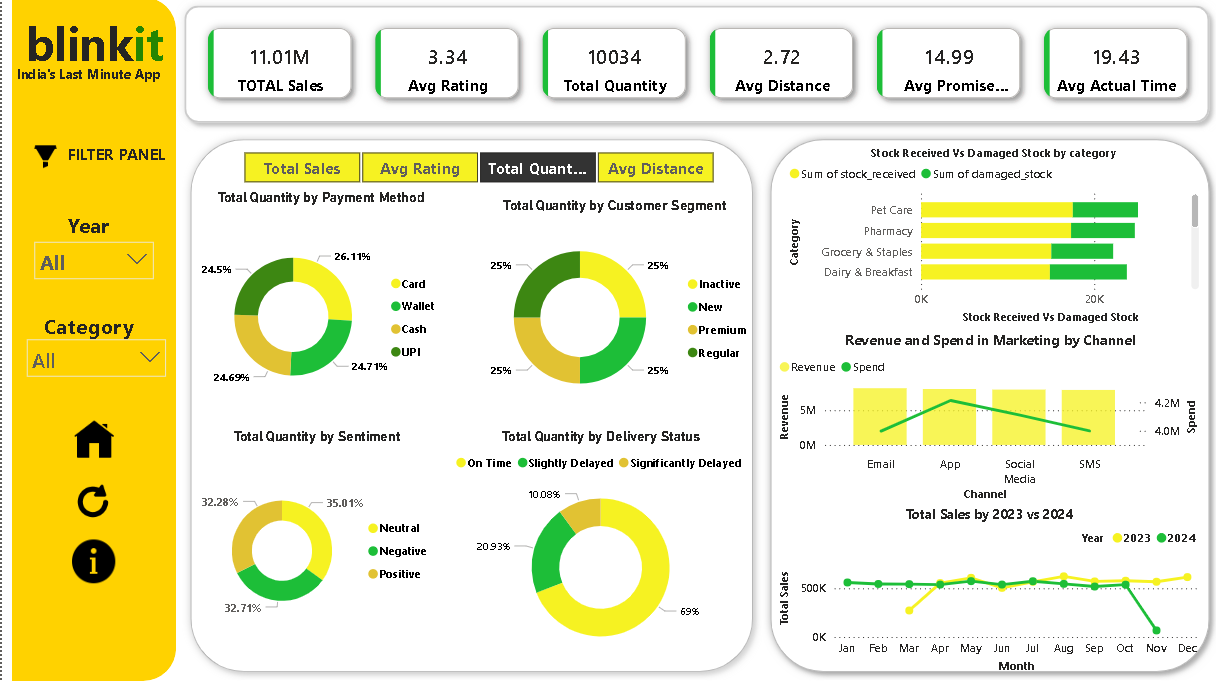 blinkit
India's Last Minute App
FILTER PANEL
Year
All
Category
All
11.01M
TOTAL Sales
3.34
Avg Rating
10034
Total Quantity
2.72
Avg Distance
14.99
Avg Promise...
19.43
Avg Actual Time
Total Sales
Avg Rating
Total Quant...
Avg Distance
Total Quantity by Payment Method
26.11%
24.71%
24.69%
24.5%
Card
Wallet
Cash
UPI
Total Quantity by Customer Segment
25%
25%
25%
25%
Inactive
New
Premium
Regular
Total Quantity by Sentiment
35.01%
32.71%
32.28%
Neutral
Negative
Positive
Total Quantity by Delivery Status
On Time Slightly Delayed Significantly Delayed
10.08%
20.93%
69%
Stock Received Vs Damaged Stock by category
Sum of stock_received Sum of damaged_stock
Category
Pet Care
Pharmacy
Grocery & Staples
Dairy & Breakfast
0K 20K
Stock Received Vs Damaged Stock
Revenue and Spend in Marketing by Channel
Revenue Spend
Revenue
5M
0M
4.2M
4.0M
Spend
Email App Social Media SMS
Channel
Total Sales by 2023 vs 2024
Year 2023 2024
Total Sales
500K
0K
Jan Feb Mar Apr May Jun Jul Aug Sep Oct Nov Dec
Month